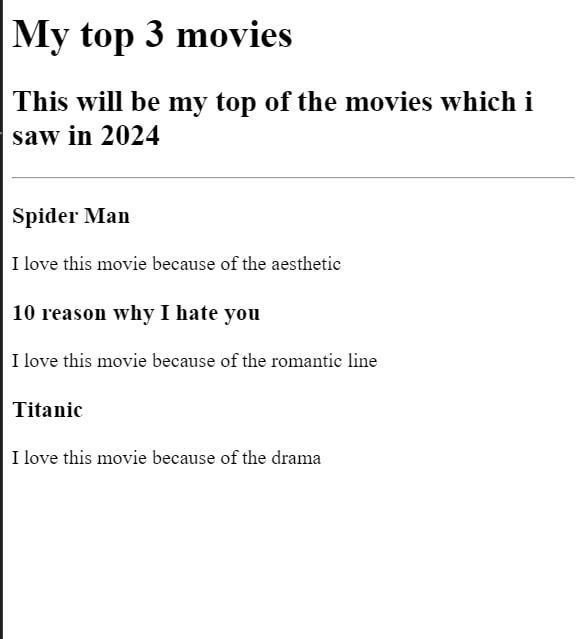 My top 3 movies
This will be my top of the movies which i
saw in 2024
Spider Man
I love this movie because of the aesthetic
10 reason why I hate you
I love this movie because of the romantic line
Titanic
I love this movie because of the drama